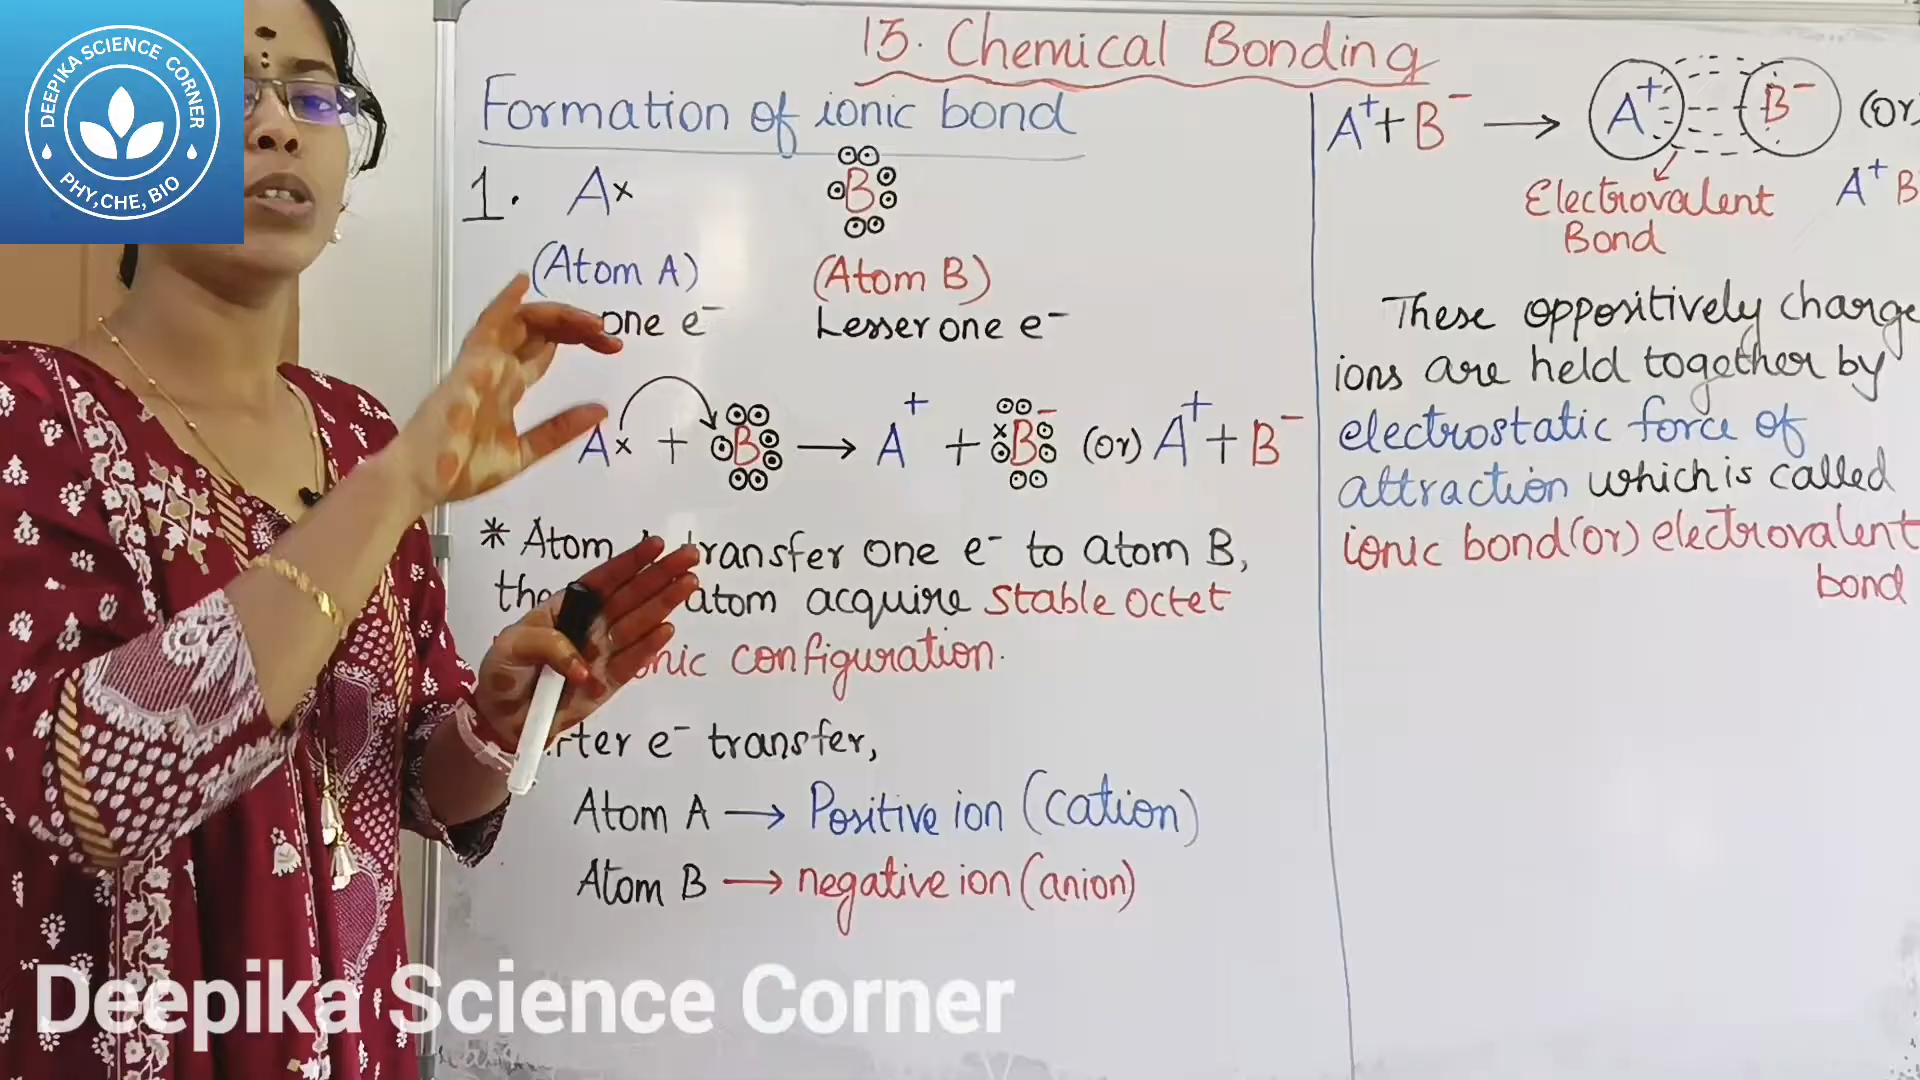 DEEPIKA SCIENCE CORNER
PHY,CHE, BIO
13. Chemical Bonding
Formation of ionic bond
1. A× B
(Atom A) (Atom B)
one e⁻ Lesser one e⁻
A× + B → A⁺ + B⁻ (or) A⁺ + B⁻
* Atom transfer one e⁻ to atom B,
atom acquire stable octet
configuration.
e⁻ transfer,
Atom A → Positive ion (cation)
Atom B → negative ion (anion)
A⁺ + B⁻ → A⁺ B⁻ (or)
A⁺ B
Electrovalent
Bond
These oppositively charge
ions are held together by
electrostatic force of
attraction which is called
ionic bond (or) electrovalent
bond
Deepika Science Corner